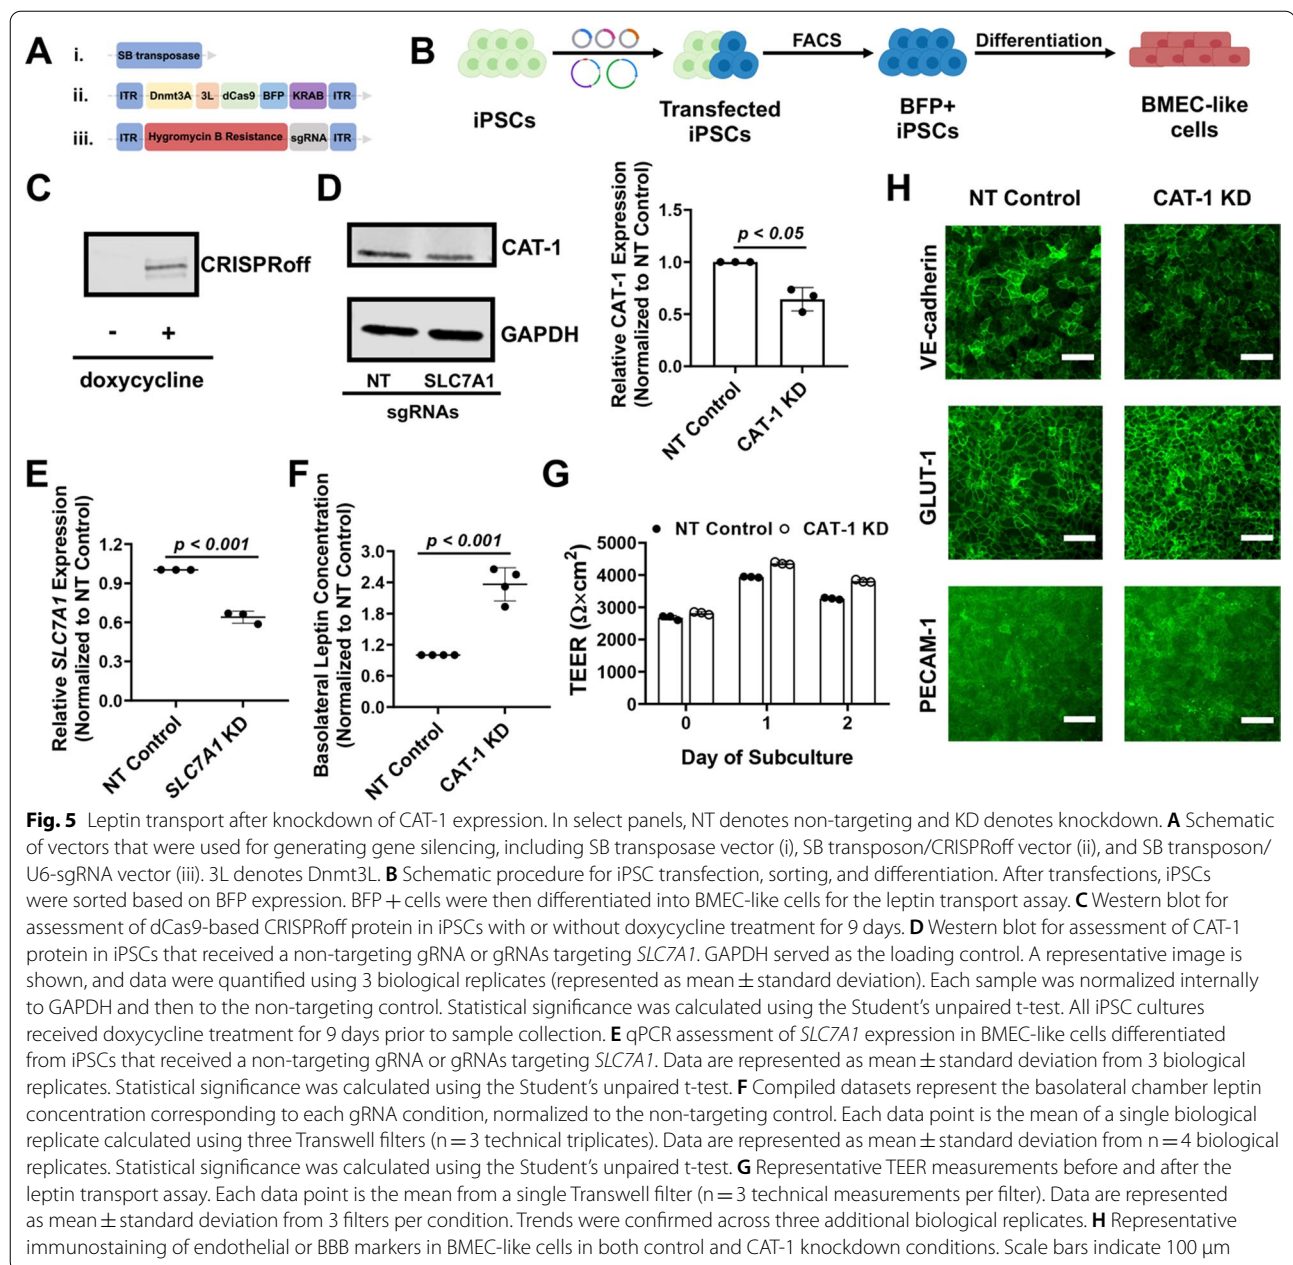 A
i.
SB transposase
ii.
ITR Dnmt3A 3L dCas9 BFP KRAB ITR
iii.
ITR Hygromycin B Resistance sgRNA ITR
B
iPSCs
Transfected
iPSCs
FACS
BFP+
iPSCs
Differentiation
BMEC-like
cells
C
CRISPRoff
- +
doxycycline
D
CAT-1
GAPDH
NT SLC7A1
sgRNAs
Relative CAT-1 Expression
(Normalized to NT Control)
1.5
1.0
0.5
0.0
p < 0.05
NT Control
CAT-1 KD
E
Relative SLC7A1 Expression
(Normalized to NT Control)
1.2
0.9
0.6
0.3
0.0
p < 0.001
NT Control
SLC7A1 KD
F
Basolateral Leptin Concentration
(Normalized to NT Control)
3.0
2.4
1.8
1.2
0.6
0.0
p < 0.001
NT Control
CAT-1 KD
G
NT Control CAT-1 KD
TEER (Ω×cm²)
5000
4000
3000
2000
1000
0
0 1 2
Day of Subculture
H
NT Control CAT-1 KD
VE-cadherin
GLUT-1
PECAM-1
Fig. 5 Leptin transport after knockdown of CAT-1 expression. In select panels, NT denotes non-targeting and KD denotes knockdown. A Schematic
of vectors that were used for generating gene silencing, including SB transposase vector (i), SB transposon/CRISPRoff vector (ii), and SB transposon/
U6-sgRNA vector (iii). 3L denotes Dnmt3L. B Schematic procedure for iPSC transfection, sorting, and differentiation. After transfections, iPSCs
were sorted based on BFP expression. BFP + cells were then differentiated into BMEC-like cells for the leptin transport assay. C Western blot for
assessment of dCas9-based CRISPRoff protein in iPSCs with or without doxycycline treatment for 9 days. D Western blot for assessment of CAT-1
protein in iPSCs that received a non-targeting gRNA or gRNAs targeting SLC7A1. GAPDH served as the loading control. A representative image is
shown, and data were quantified using 3 biological replicates (represented as mean ± standard deviation). Each sample was normalized internally
to GAPDH and then to the non-targeting control. Statistical significance was calculated using the Student's unpaired t-test. All iPSC cultures
received doxycycline treatment for 9 days prior to sample collection. E qPCR assessment of SLC7A1 expression in BMEC-like cells differentiated
from iPSCs that received a non-targeting gRNA or gRNAs targeting SLC7A1. Data are represented as mean ± standard deviation from 3 biological
replicates. Statistical significance was calculated using the Student's unpaired t-test. F Compiled datasets represent the basolateral chamber leptin
concentration corresponding to each gRNA condition, normalized to the non-targeting control. Each data point is the mean of a single biological
replicate calculated using three Transwell filters (n = 3 technical triplicates). Data are represented as mean ± standard deviation from n = 4 biological
replicates. Statistical significance was calculated using the Student's unpaired t-test. G Representative TEER measurements before and after the
leptin transport assay. Each data point is the mean from a single Transwell filter (n = 3 technical measurements per filter). Data are represented
as mean ± standard deviation from 3 filters per condition. Trends were confirmed across three additional biological replicates. H Representative
immunostaining of endothelial or BBB markers in BMEC-like cells in both control and CAT-1 knockdown conditions. Scale bars indicate 100 μm